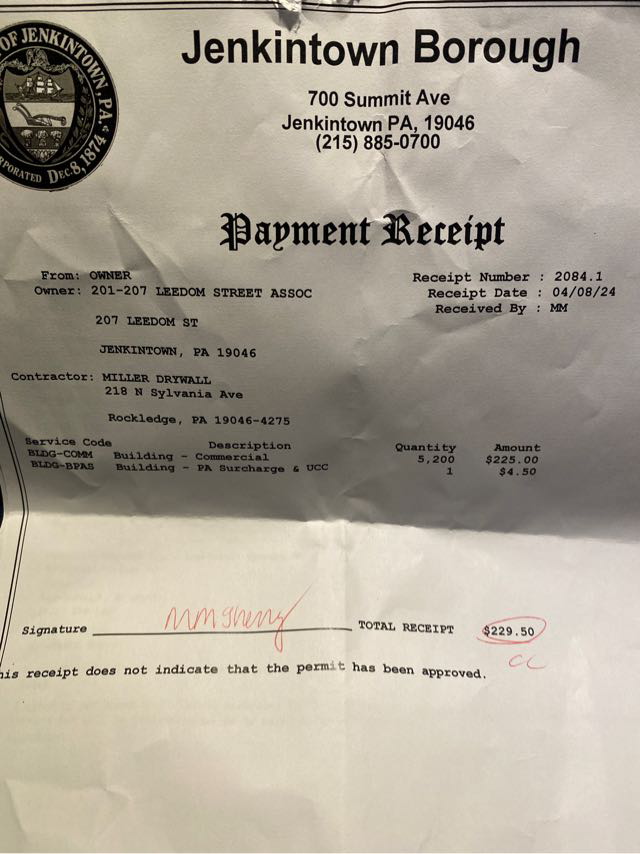 OF JENKINTOWN, PA.
PORATED DEC. 8, 1874
Jenkintown Borough
700 Summit Ave
Jenkintown PA, 19046
(215) 885-0700
Payment Receipt
From: OWNER
Owner: 201-207 LEEDOM STREET ASSOC
207 LEEDOM ST
JENKINTOWN, PA 19046
Receipt Number : 2084.1
Receipt Date : 04/08/24
Received By : MM
Contractor: MILLER DRYWALL
218 N Sylvania Ave
Rockledge, PA 19046-4275
Service Code Description Quantity Amount
BLDG-COMM Building - Commercial 5,200 $225.00
BLDG-BPAS Building - PA Surcharge & UCC 1 $4.50
Signature TOTAL RECEIPT $229.50
CC
his receipt does not indicate that the permit has been approved.